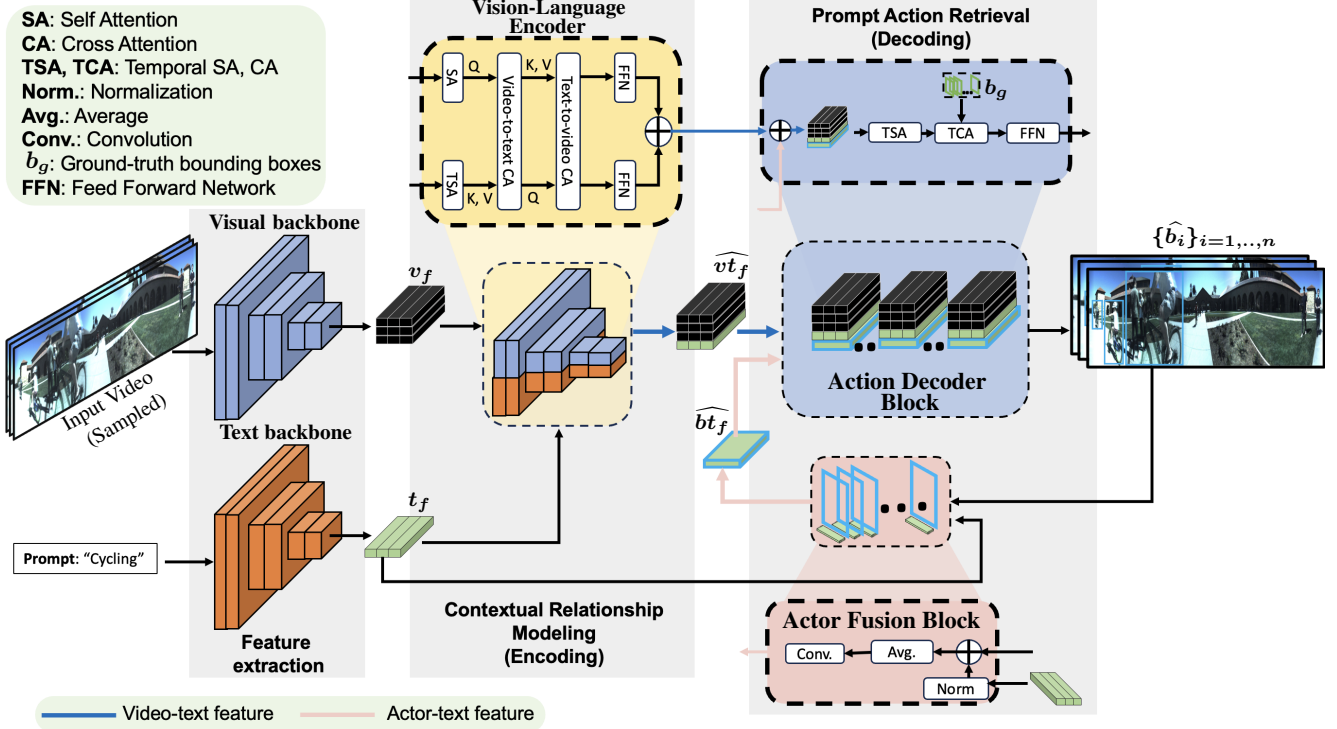 SA: Self Attention
CA: Cross Attention
TSA, TCA: Temporal SA, CA
Norm.: Normalization
Avg.: Average
Conv.: Convolution
b_g: Ground-truth bounding boxes
FFN: Feed Forward Network
Vision-Language
Encoder
SA
Q
Video-to-text CA
K, V
Text-to-video CA
FFN
TSA
K, V
Q
FFN
Prompt Action Retrieval
(Decoding)
b_g
TSA
TCA
FFN
Visual backbone
Input Video
(Sampled)
v_f
\widehat{vt_f}
Action Decoder
Block
\{\widehat{b_i}\}_{i=1,..,n}
Text backbone
Prompt: “Cycling”
t_f
\widehat{bt_f}
Feature
extraction
Contextual Relationship
Modeling
(Encoding)
Actor Fusion Block
Conv.
Avg.
Norm
Video-text feature
Actor-text feature